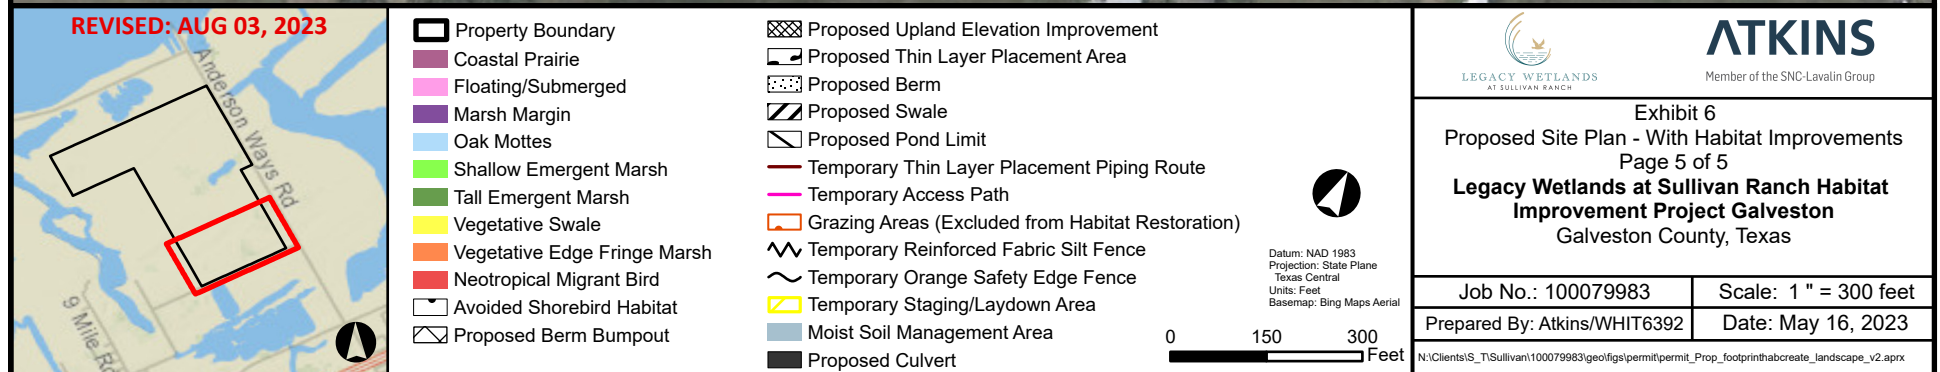 REVISED: AUG 03, 2023
Anderson Ways Rd
9 Mile Rd
Property Boundary
Coastal Prairie
Floating/Submerged
Marsh Margin
Oak Mottes
Shallow Emergent Marsh
Tall Emergent Marsh
Vegetative Swale
Vegetative Edge Fringe Marsh
Neotropical Migrant Bird
Avoided Shorebird Habitat
Proposed Berm Bumpout
Proposed Upland Elevation Improvement
Proposed Thin Layer Placement Area
Proposed Berm
Proposed Swale
Proposed Pond Limit
Temporary Thin Layer Placement Piping Route
Temporary Access Path
Grazing Areas (Excluded from Habitat Restoration)
Temporary Reinforced Fabric Silt Fence
Temporary Orange Safety Edge Fence
Temporary Staging/Laydown Area
Moist Soil Management Area
Proposed Culvert
Datum: NAD 1983
Projection: State Plane
Texas Central
Units: Feet
Basemap: Bing Maps Aerial
0 150 300
Feet
LEGACY WETLANDS
AT SULLIVAN RANCH
ATKINS
Member of the SNC-Lavalin Group
Exhibit 6
Proposed Site Plan - With Habitat Improvements
Page 5 of 5
Legacy Wetlands at Sullivan Ranch Habitat
Improvement Project Galveston
Galveston County, Texas
Job No.: 100079983
Scale: 1 " = 300 feet
Prepared By: Atkins/WHIT6392
Date: May 16, 2023
N:\Clients\S_T\Sullivan\100079983\geo\figs\permit\permit_Prop_footprinthabcreate_landscape_v2.aprx